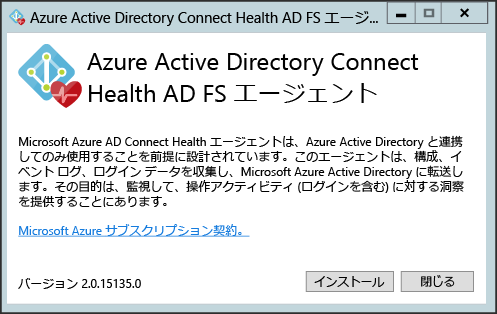 Azure Active Directory Connect Health AD FS エージ...
Azure Active Directory Connect
Health AD FS エージェント
Microsoft Azure AD Connect Health エージェントは、Azure Active Directory と連携
してのみ使用することを前提に設計されています。このエージェントは、構成、イ
ベント ログ、ログイン データを収集し、Microsoft Azure Active Directory に転送し
ます。その目的は、監視して、操作アクティビティ (ログインを含む) に対する洞察
を提供することにあります。
Microsoft Azure サブスクリプション契約。
バージョン 2.0.15135.0
インストール
閉じる